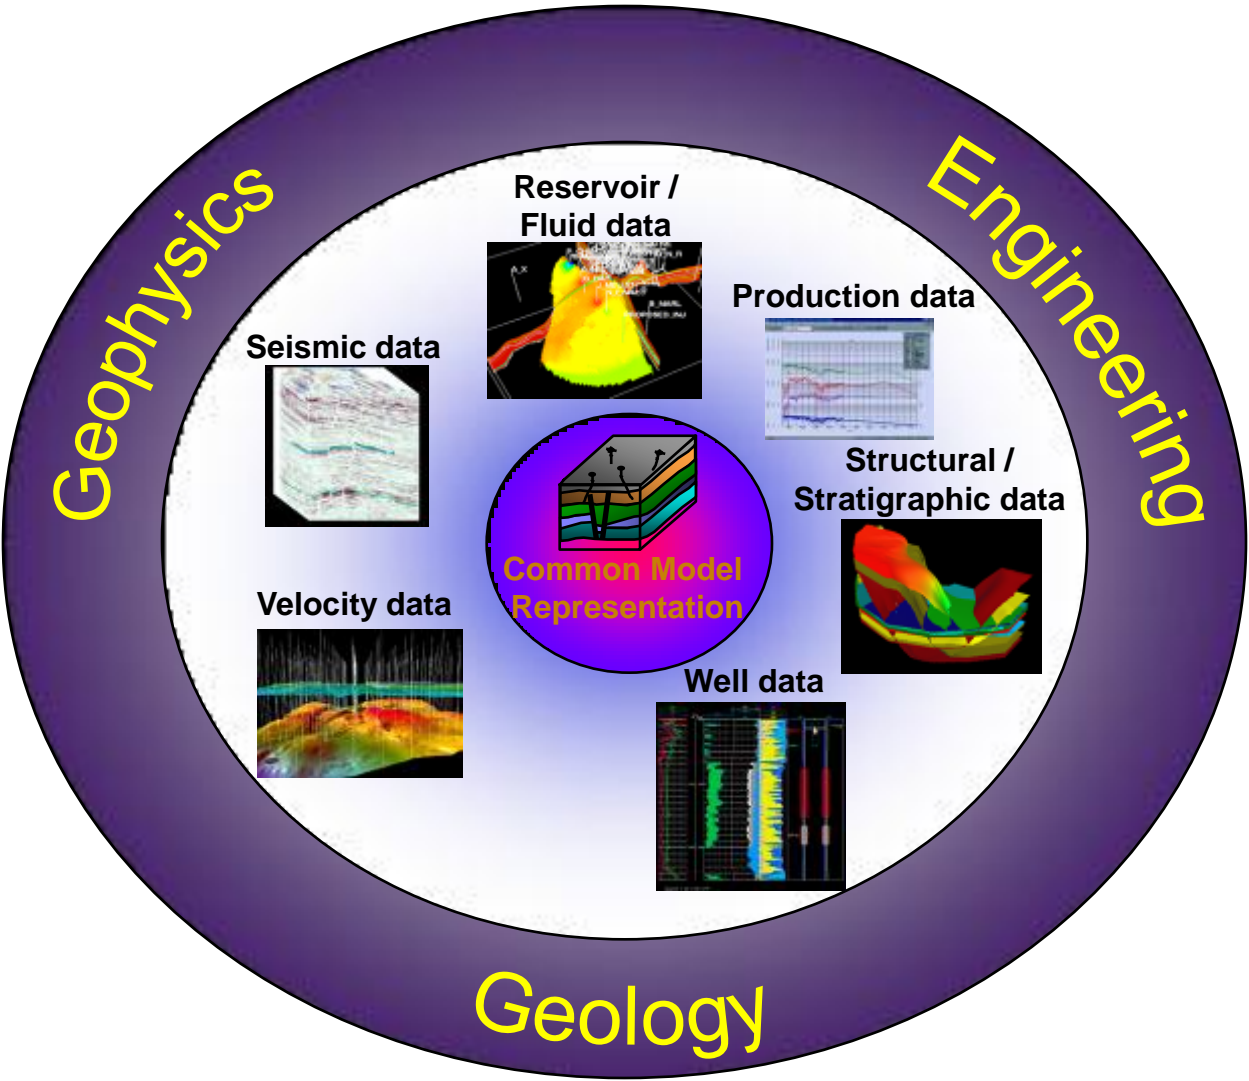 Geophysics
Engineering
Reservoir /
Fluid data
Production data
Seismic data
Structural /
Stratigraphic data
Common Model
Representation
Velocity data
Well data
Geology